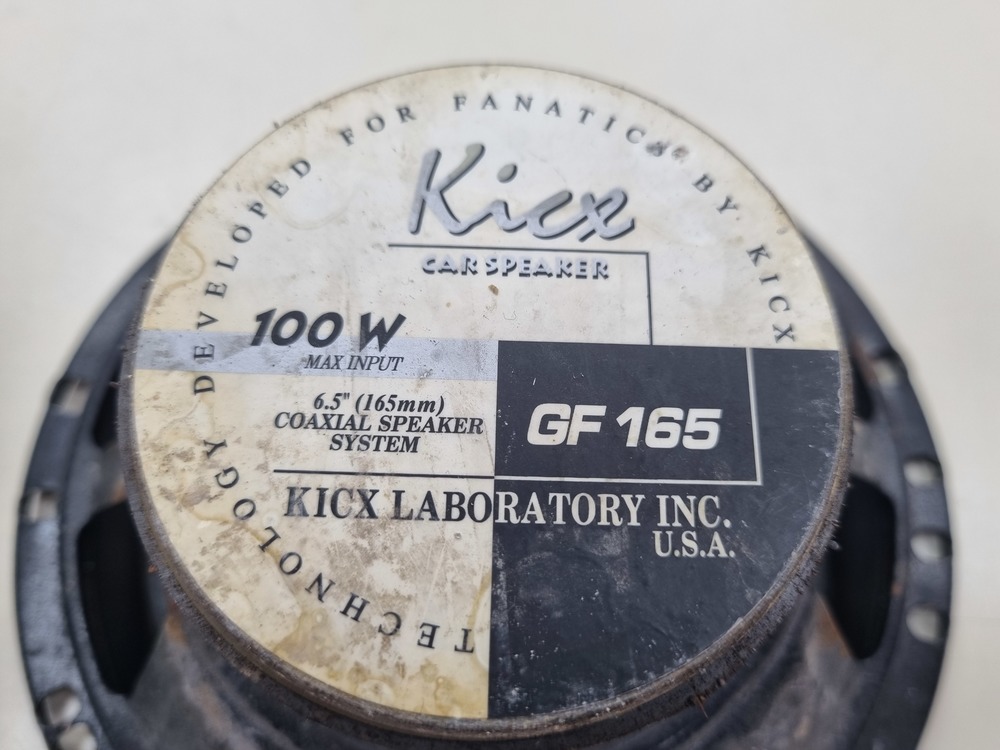 TECHNOLOGY DEVELOPED FOR FANATICS BY KICX
Kicx
CAR SPEAKER
100 W
MAX INPUT
6.5" (165mm)
COAXIAL SPEAKER
SYSTEM
GF 165
KICX LABORATORY INC.
U.S.A.